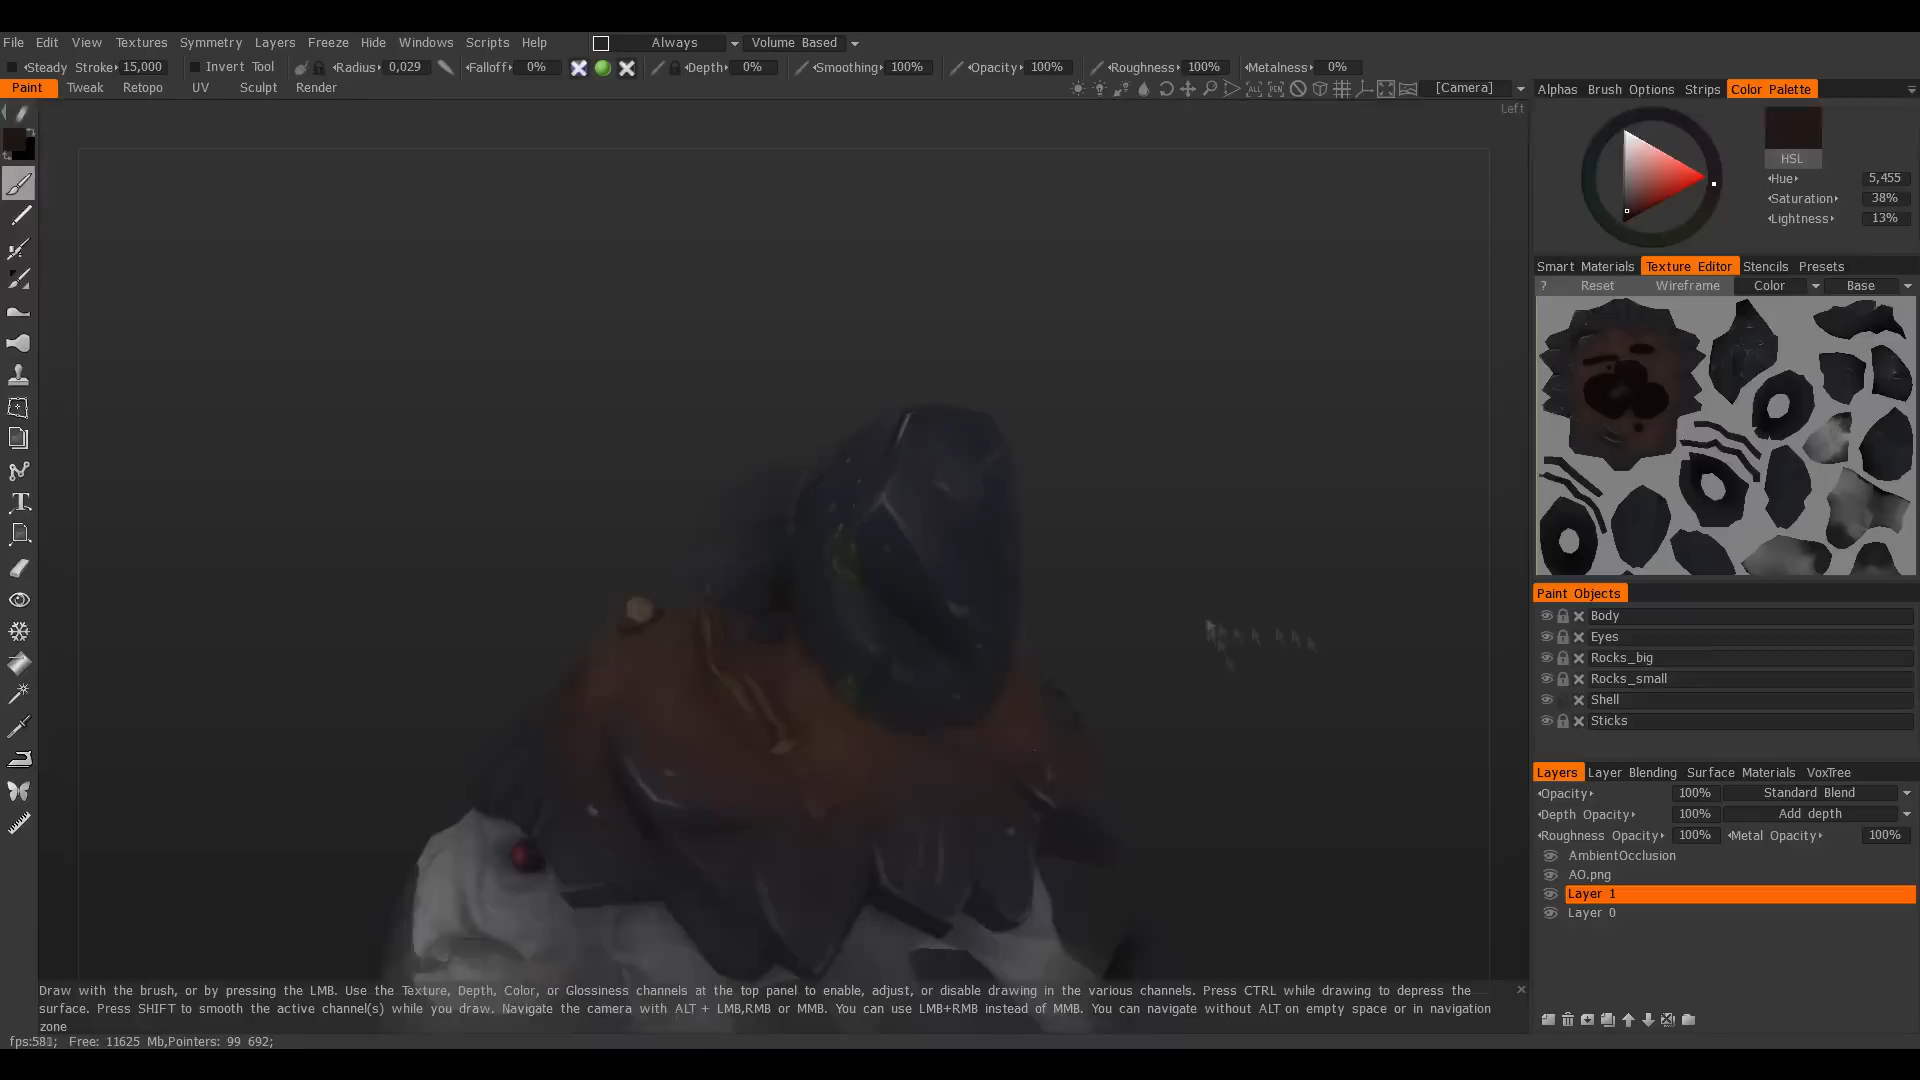 File Edit View Textures Symmetry Layers Freeze Hide Windows Scripts Help Always Volume Based
Steady Stroke 15,000 Invert Tool Radius 0,029 Falloff 0% Depth 0% Smoothing 100% Opacity 100% Roughness 100% Metalness 0%
Paint Tweak Retopo UV Sculpt Render [Camera]
Left
Alphas Brush Options Strips Color Palette
HSL
Hue 5,455
Saturation 38%
Lightness 13%
Smart Materials Texture Editor Stencils Presets
? Reset Wireframe Color Base
Paint Objects
Body
Eyes
Rocks_big
Rocks_small
Shell
Sticks
Layers Layer Blending Surface Materials VoxTree
Opacity 100% Standard Blend
Depth Opacity 100% Add depth
Roughness Opacity 100% Metal Opacity 100%
AmbientOcclusion
AO.png
Layer 1
Layer 0
Draw with the brush, or by pressing the LMB. Use the Texture, Depth, Color, or Glossiness channels at the top panel to enable, adjust, or disable drawing in the various channels. Press CTRL while drawing to depress the
surface. Press SHIFT to smooth the active channel(s) while you draw. Navigate the camera with ALT + LMB,RMB or MMB. You can use LMB+RMB instead of MMB. You can navigate without ALT on empty space or in navigation
zone
Free: 11625 Mb,Pointers: 99 692;